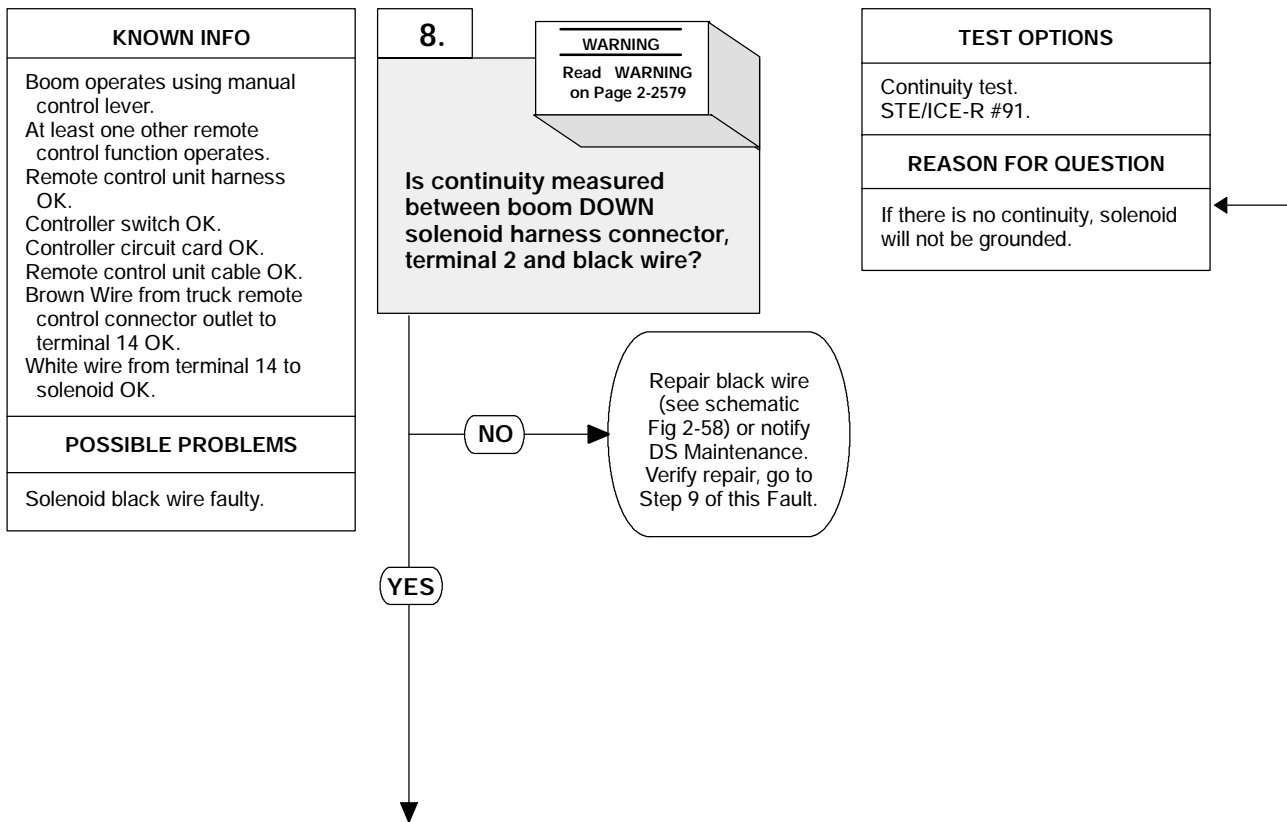 KNOWN INFO
Boom operates using manual
control lever.
At least one other remote
control function operates.
Remote control unit harness
OK.
Controller switch OK.
Controller circuit card OK.
Remote control unit cable OK.
Brown Wire from truck remote
control connector outlet to
terminal 14 OK.
White wire from terminal 14 to
solenoid OK.
POSSIBLE PROBLEMS
Solenoid black wire faulty.
8.
WARNING
Read WARNING
on Page 2-2579
Is continuity measured
between boom DOWN
solenoid harness connector,
terminal 2 and black wire?
NO
Repair black wire
(see schematic
Fig 2-58) or notify
DS Maintenance.
Verify repair, go to
Step 9 of this Fault.
YES
TEST OPTIONS
Continuity test.
STE/ICE-R #91.
REASON FOR QUESTION
If there is no continuity, solenoid
will not be grounded.